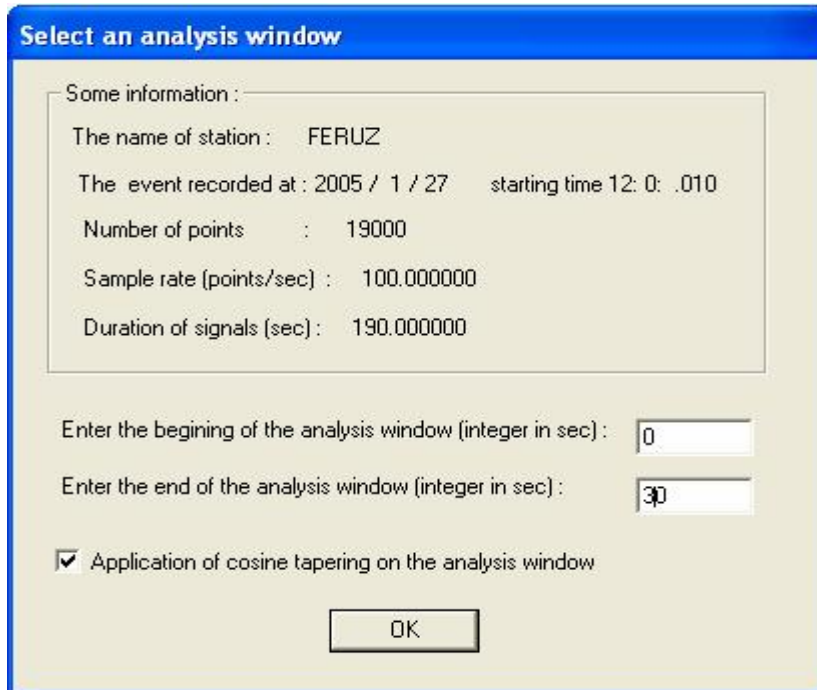 Select an analysis window
Some information :
The name of station : FERUZ
The event recorded at : 2005 / 1 / 27 starting time 12: 0: .010
Number of points : 19000
Sample rate (points/sec) : 100.000000
Duration of signals (sec) : 190.000000
Enter the begining of the analysis window (integer in sec) : 0
Enter the end of the analysis window (integer in sec) : 30
Application of cosine tapering on the analysis window
OK